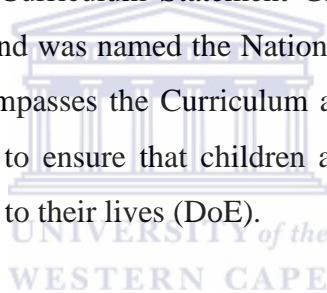 Curriculum Statement
nd was named the Nation
mpasses the Curriculum a
to ensure that children a
to their lives (DoE).
UNIVERSITY of the
WESTERN CAPE